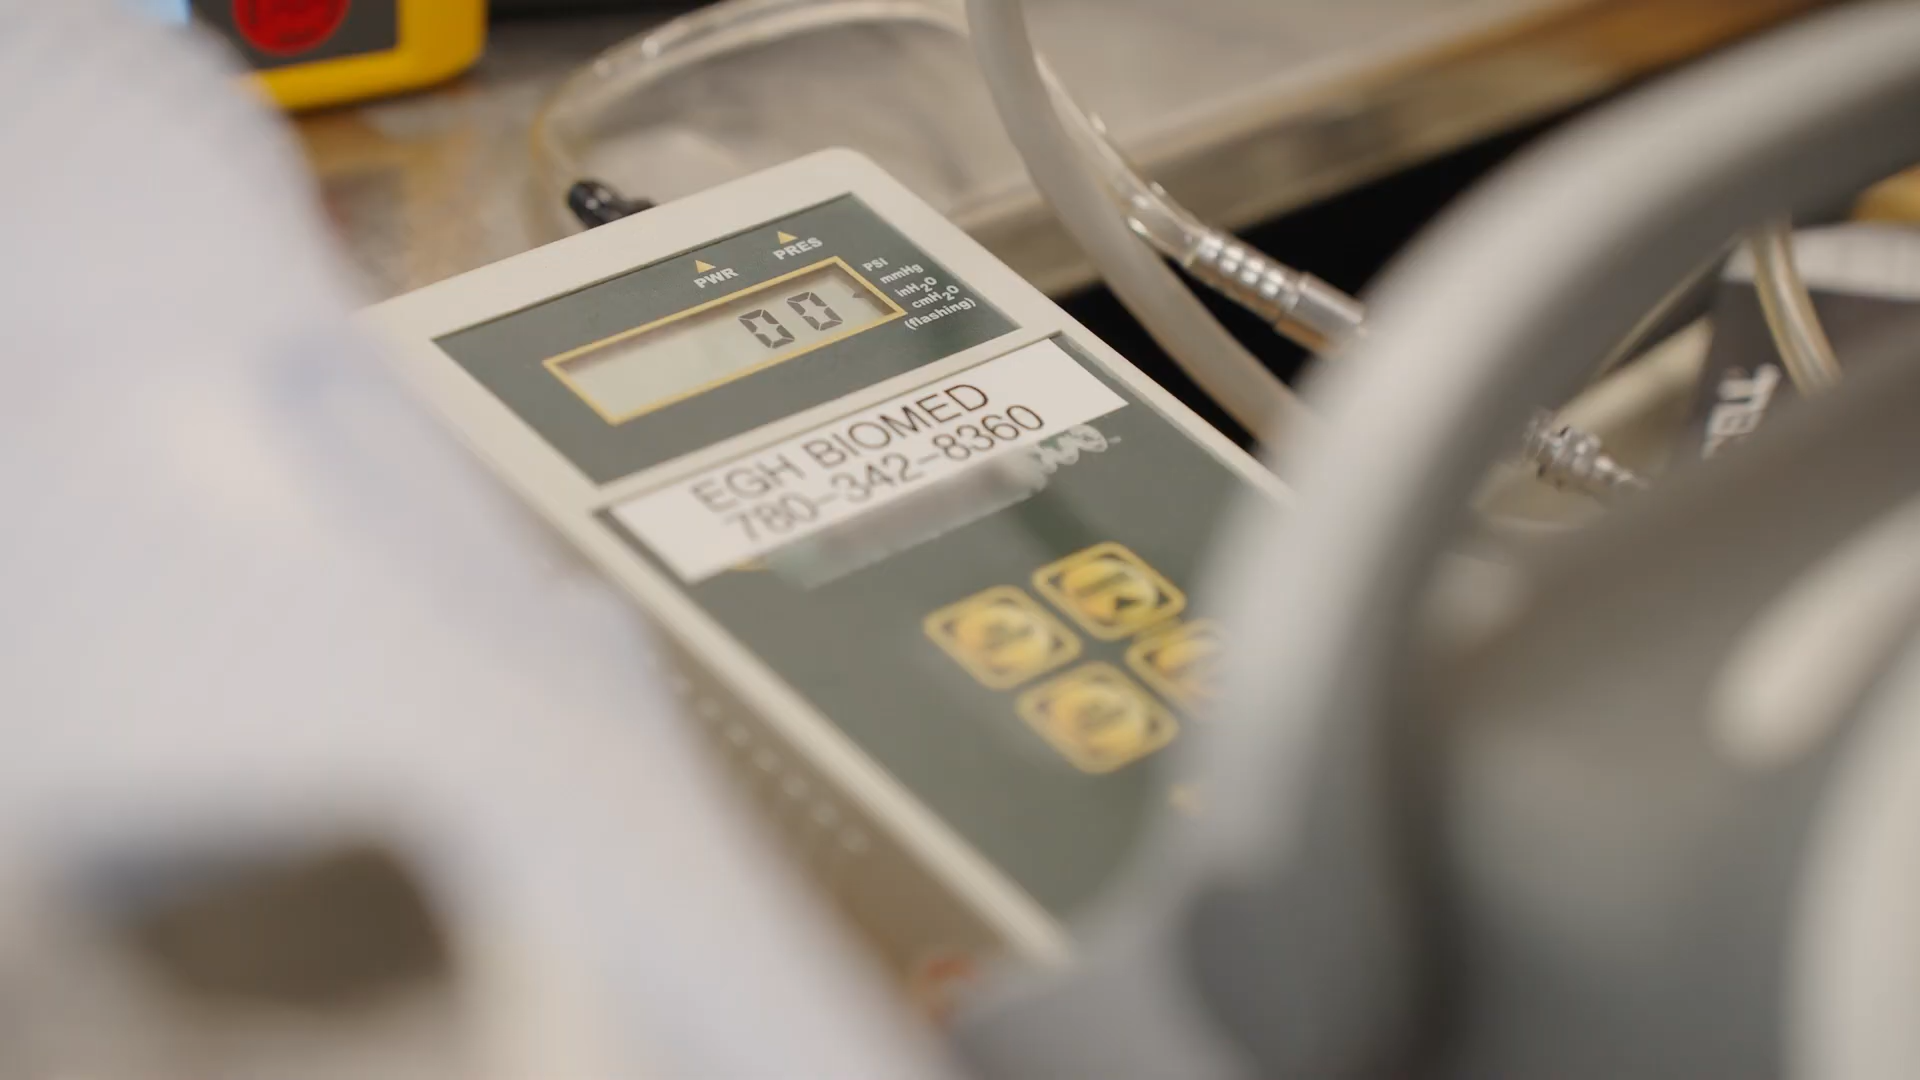 PWR PRES
PSI
mmHg
inH2O
cmH2O
(flashing)
00
EGH BIOMED
780-342-8360